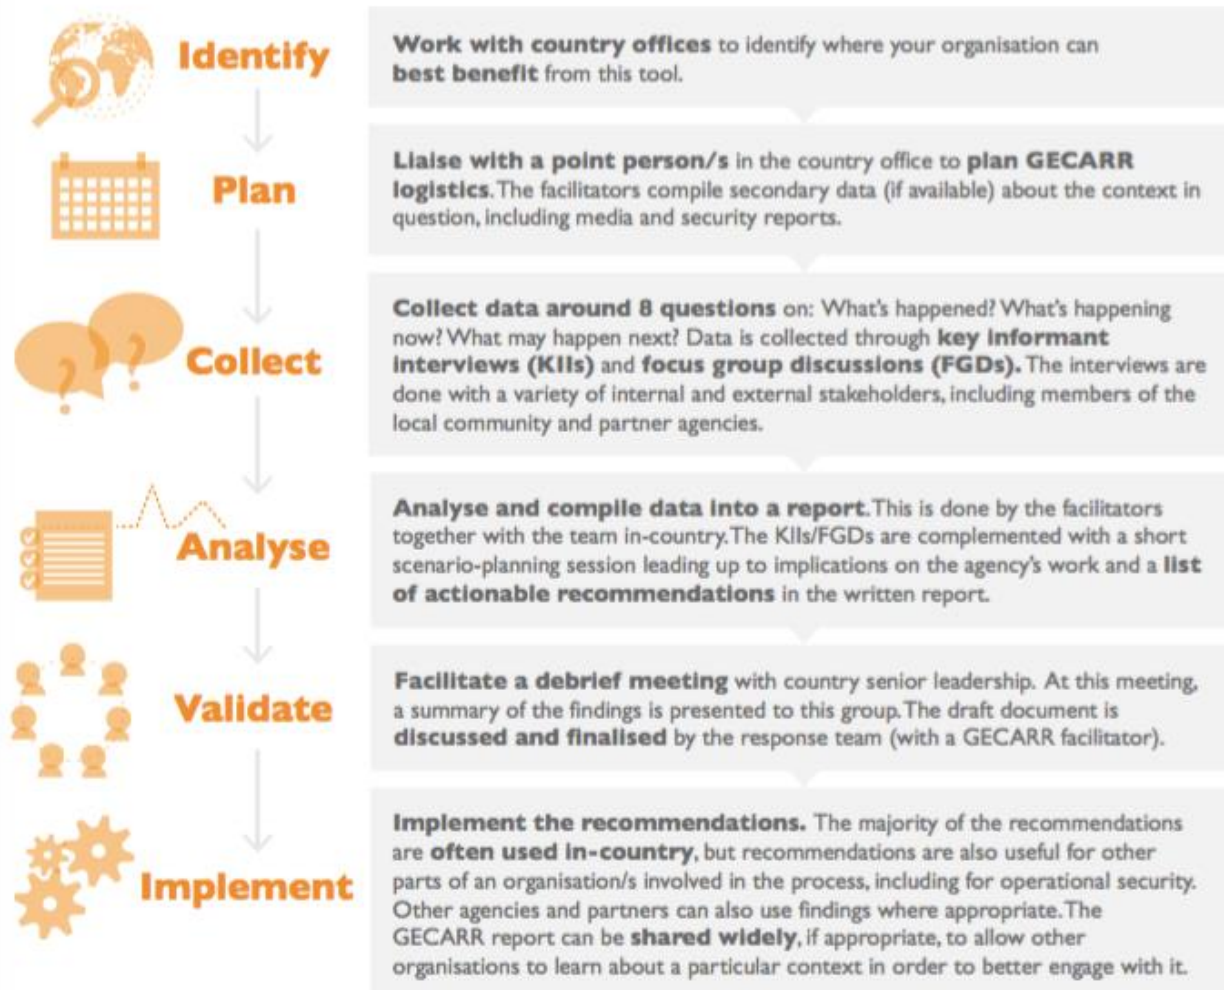 Identify
Work with country offices to identify where your organisation can
best benefit from this tool.
Plan
Liaise with a point person/s in the country office to plan GECARR
logistics. The facilitators compile secondary data (if available) about the context in
question, including media and security reports.
Collect
Collect data around 8 questions on: What's happened? What's happening
now? What may happen next? Data is collected through key informant
interviews (KIIs) and focus group discussions (FGDs). The interviews are
done with a variety of internal and external stakeholders, including members of the
local community and partner agencies.
Analyse
Analyse and compile data into a report. This is done by the facilitators
together with the team in-country. The KIIs/FGDs are complemented with a short
scenario-planning session leading up to implications on the agency's work and a list
of actionable recommendations in the written report.
Validate
Facilitate a debrief meeting with country senior leadership. At this meeting,
a summary of the findings is presented to this group. The draft document is
discussed and finalised by the response team (with a GECARR facilitator).
Implement
Implement the recommendations. The majority of the recommendations
are often used in-country, but recommendations are also useful for other
parts of an organisation/s involved in the process, including for operational security.
Other agencies and partners can also use findings where appropriate. The
GECARR report can be shared widely, if appropriate, to allow other
organisations to learn about a particular context in order to better engage with it.